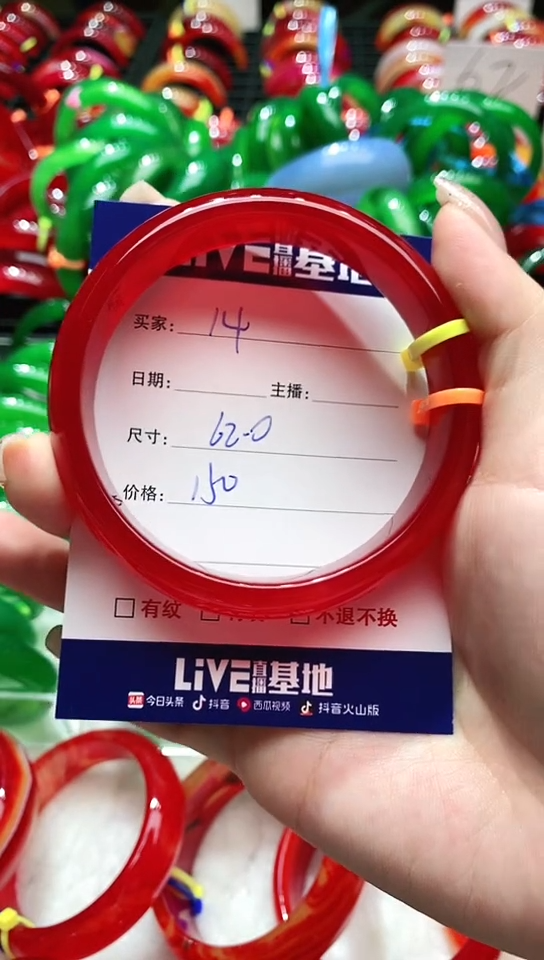 LiVE直播基地
买家: 14
日期: 主播:
尺寸: 62-0
价格: 150
有纹 不退不换
LiVE直播基地
头条 今日头条 抖音 西瓜视频 抖音火山版